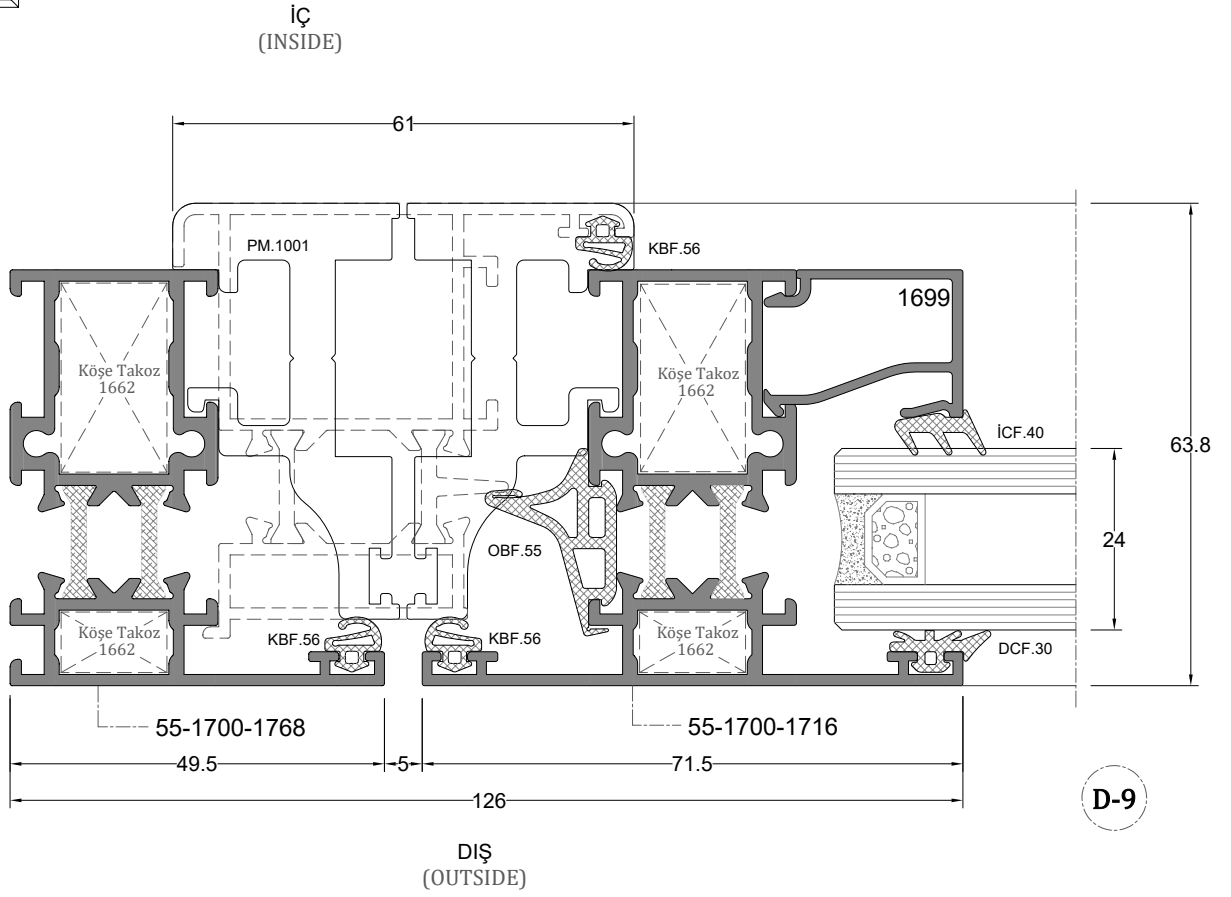 İÇ
(INSIDE)
61
PM.1001
KBF.56
1699
Köşe Takoz
1662
Köşe Takoz
1662
İCF.40
63.8
24
OBF.55
Köşe Takoz
1662
KBF.56
KBF.56
Köşe Takoz
1662
DCF.30
55-1700-1768
55-1700-1716
49.5
5
71.5
126
D-9
DIŞ
(OUTSIDE)